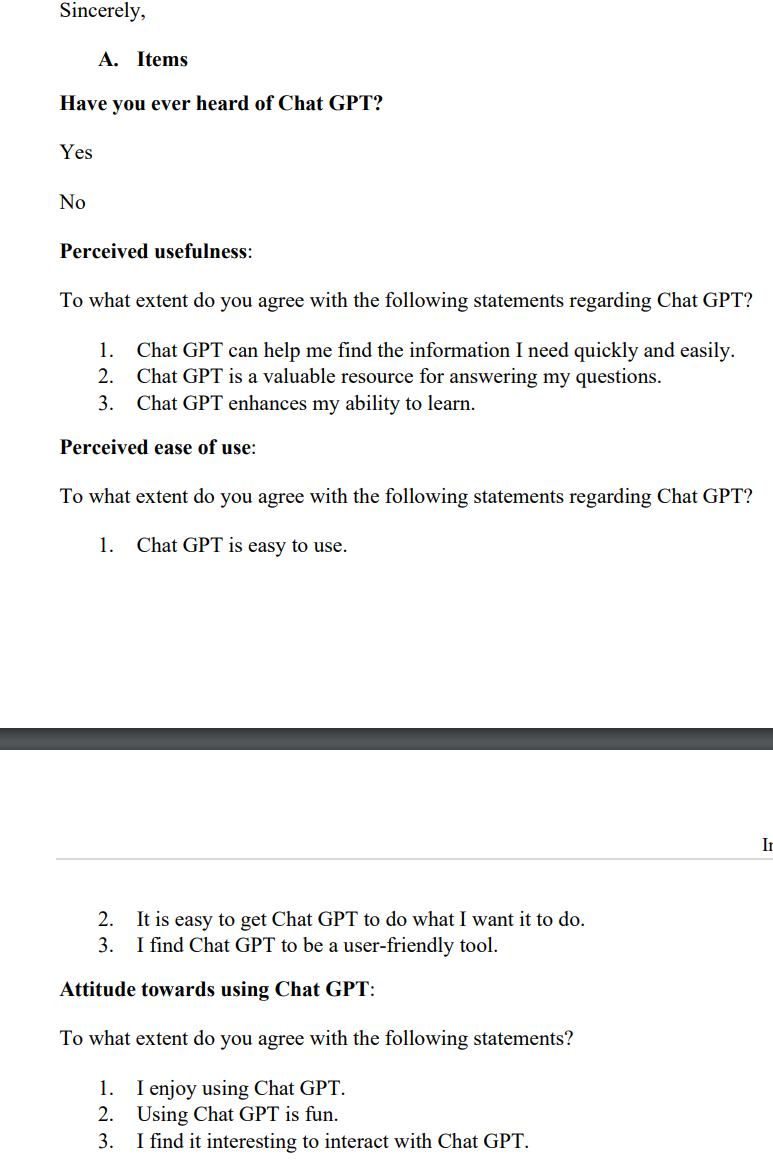 Sincerely,
A. Items
Have you ever heard of Chat GPT?
Yes
No
Perceived usefulness:
To what extent do you agree with the following statements regarding Chat GPT?
1. Chat GPT can help me find the information I need quickly and easily.
2. Chat GPT is a valuable resource for answering my questions.
3. Chat GPT enhances my ability to learn.
Perceived ease of use:
To what extent do you agree with the following statements regarding Chat GPT?
1. Chat GPT is easy to use.
2. It is easy to get Chat GPT to do what I want it to do.
3. I find Chat GPT to be a user-friendly tool.
Attitude towards using Chat GPT:
To what extent do you agree with the following statements?
1. I enjoy using Chat GPT.
2. Using Chat GPT is fun.
3. I find it interesting to interact with Chat GPT.